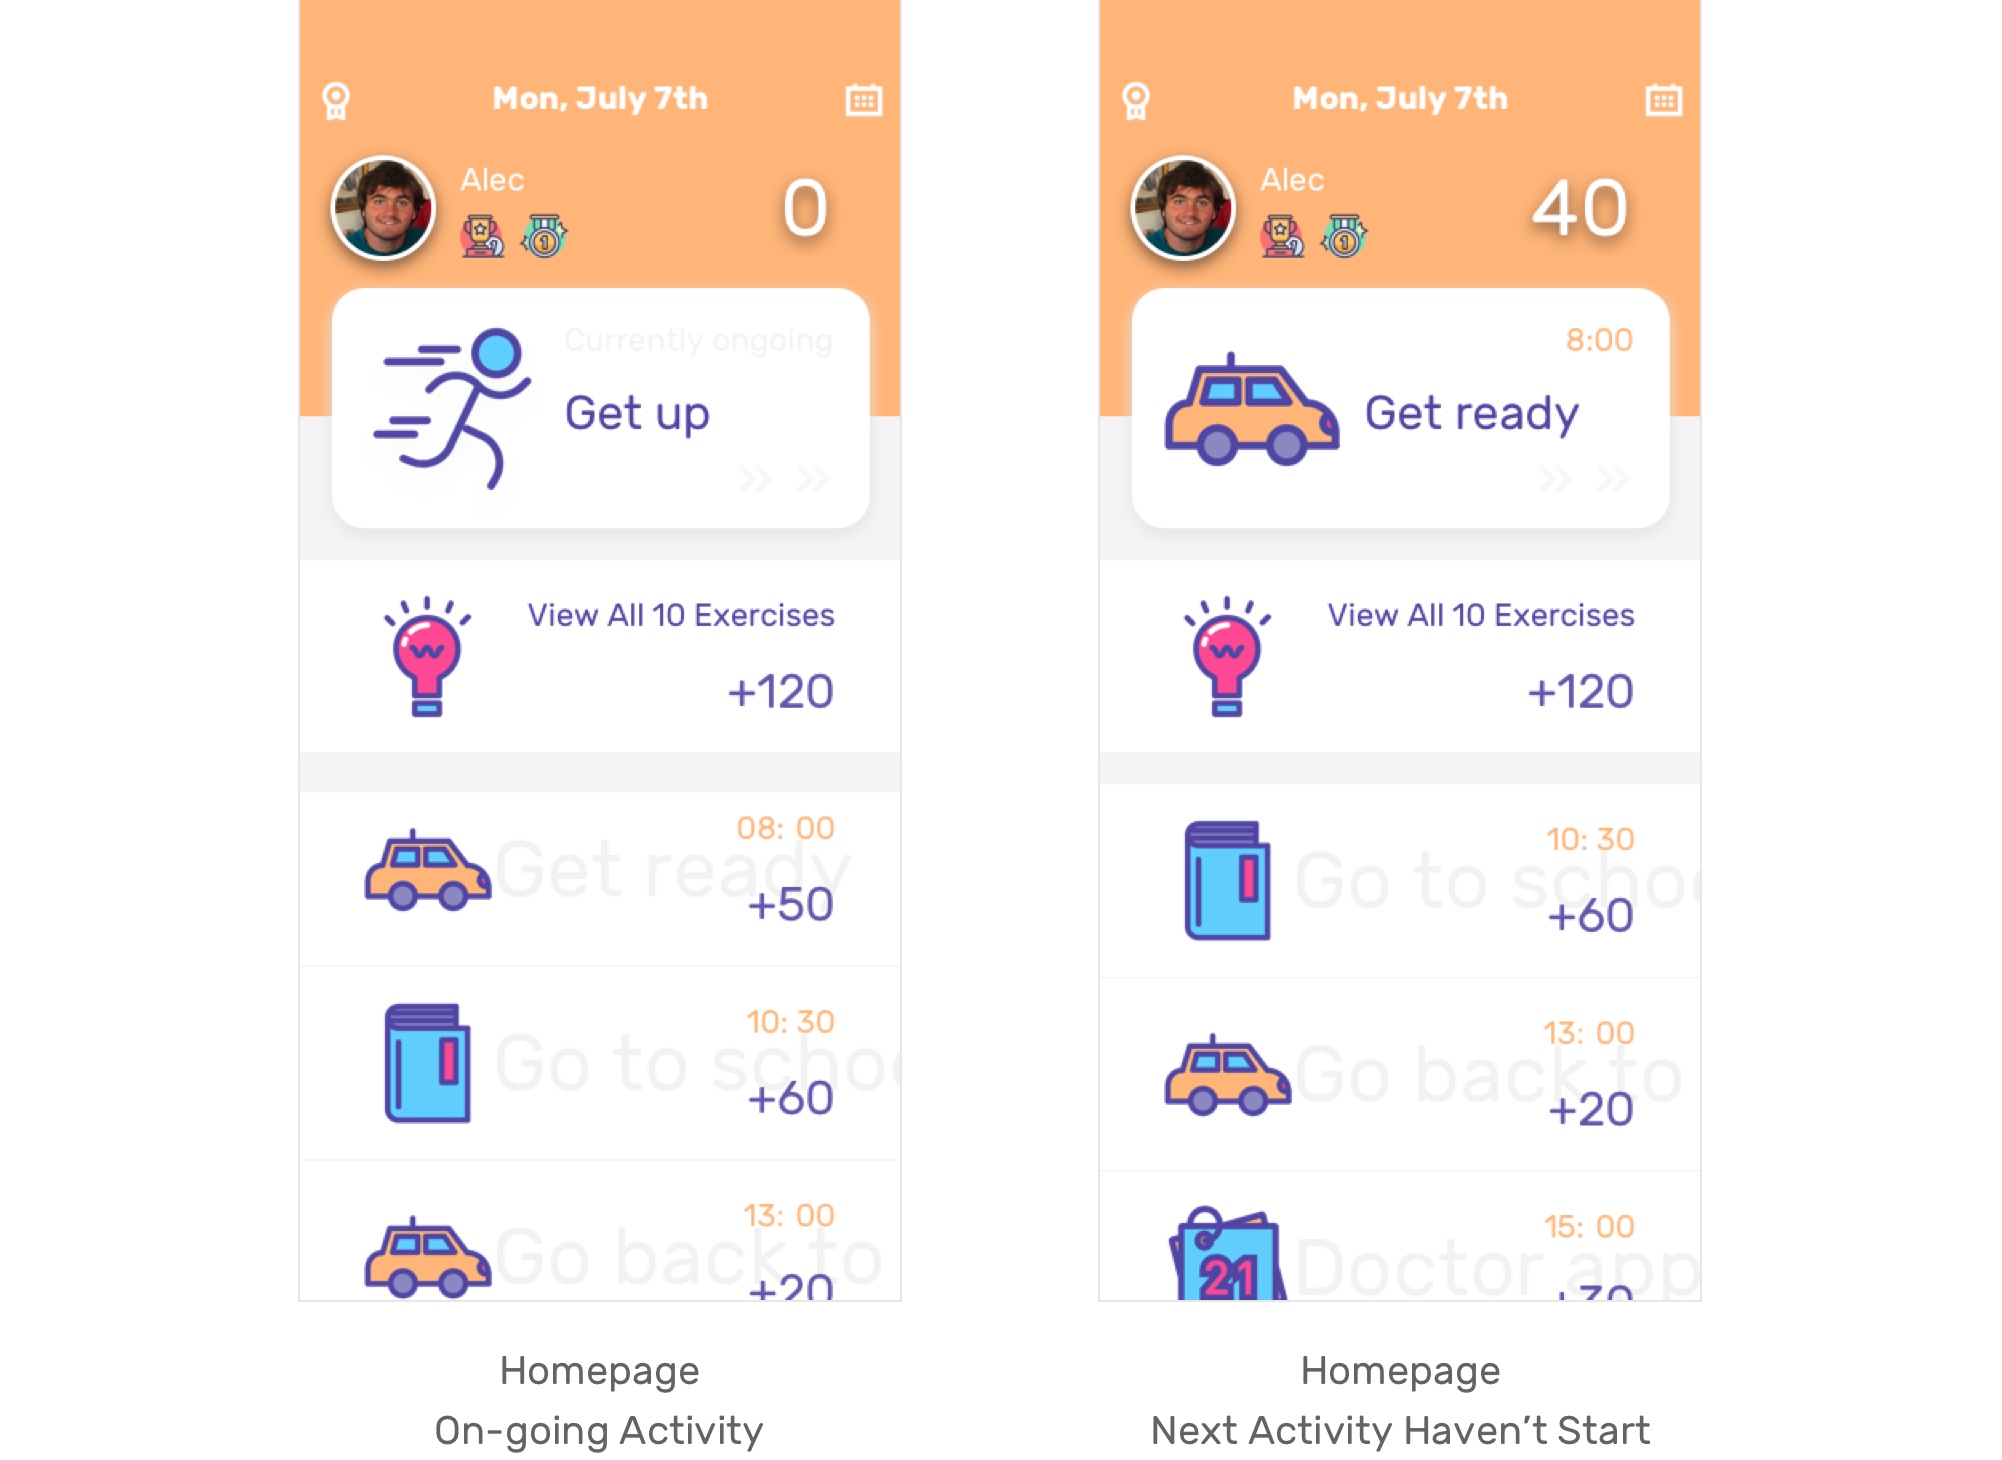 Mon, July 7th
Alec
0
Currently ongoing
Get up
View All 10 Exercises
+120
08: 00
Get ready
+50
10: 30
Go to schoo
+60
13: 00
Go back to
+20
Homepage
On-going Activity
Mon, July 7th
Alec
40
8:00
Get ready
View All 10 Exercises
+120
10: 30
Go to schoo
+60
13: 00
Go back to
+20
15: 00
21
Doctor app
+30
Homepage
Next Activity Haven’t Start